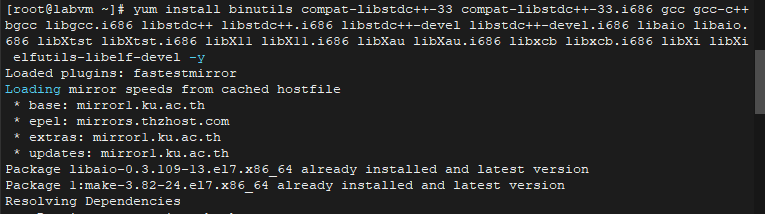 [root@labvm ~]# yum install binutils compat-libstdc++-33 compat-libstdc++-33.i686 gcc gcc-c++
bgcc libgcc.i686 libstdc++ libstdc++.i686 libstdc++-devel libstdc++-devel.i686 libaio libaio.
686 libXtst libXtst.i686 libX11 libX11.i686 libXau libXau.i686 libxcb libxcb.i686 libXi libXi
elfutils-libelf-devel -y
Loaded plugins: fastestmirror
Loading mirror speeds from cached hostfile
* base: mirror1.ku.ac.th
* epel: mirrors.thzhost.com
* extras: mirror1.ku.ac.th
* updates: mirror1.ku.ac.th
Package libaio-0.3.109-13.el7.x86_64 already installed and latest version
Package 1:make-3.82-24.el7.x86_64 already installed and latest version
Resolving Dependencies